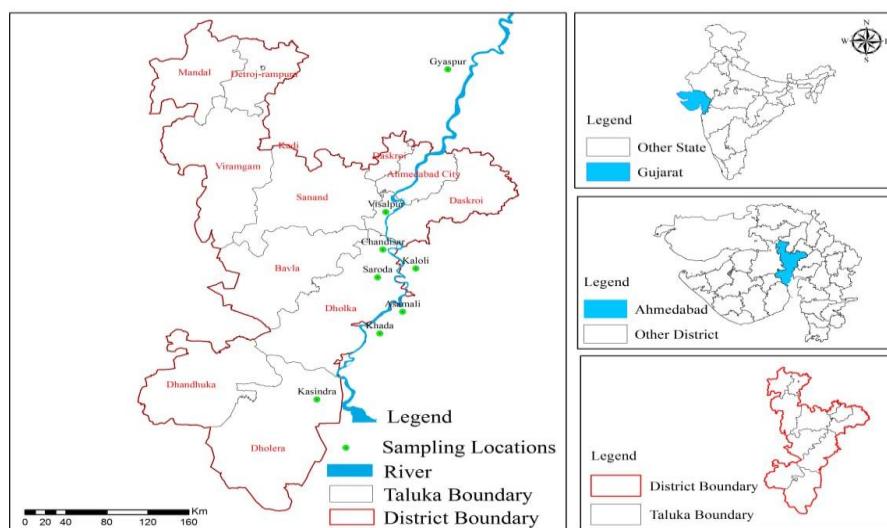 Gyaspur
Mandal
Detroj-rampura
Kadi
Viramgam
Daskroi
Ahmedabad City
Sanand
Daskroi
Visalpur
Chandisar
Kaloli
Bavla
Saroda
Dholka
Asamali
Khada
Dhandhuka
Kasindra
Dholera
Legend
Sampling Locations
River
Taluka Boundary
District Boundary
0 20 40 80 120 160
Km
N
W E
S
Legend
Other State
Gujarat
Legend
Ahmedabad
Other District
Legend
District Boundary
Taluka Boundary